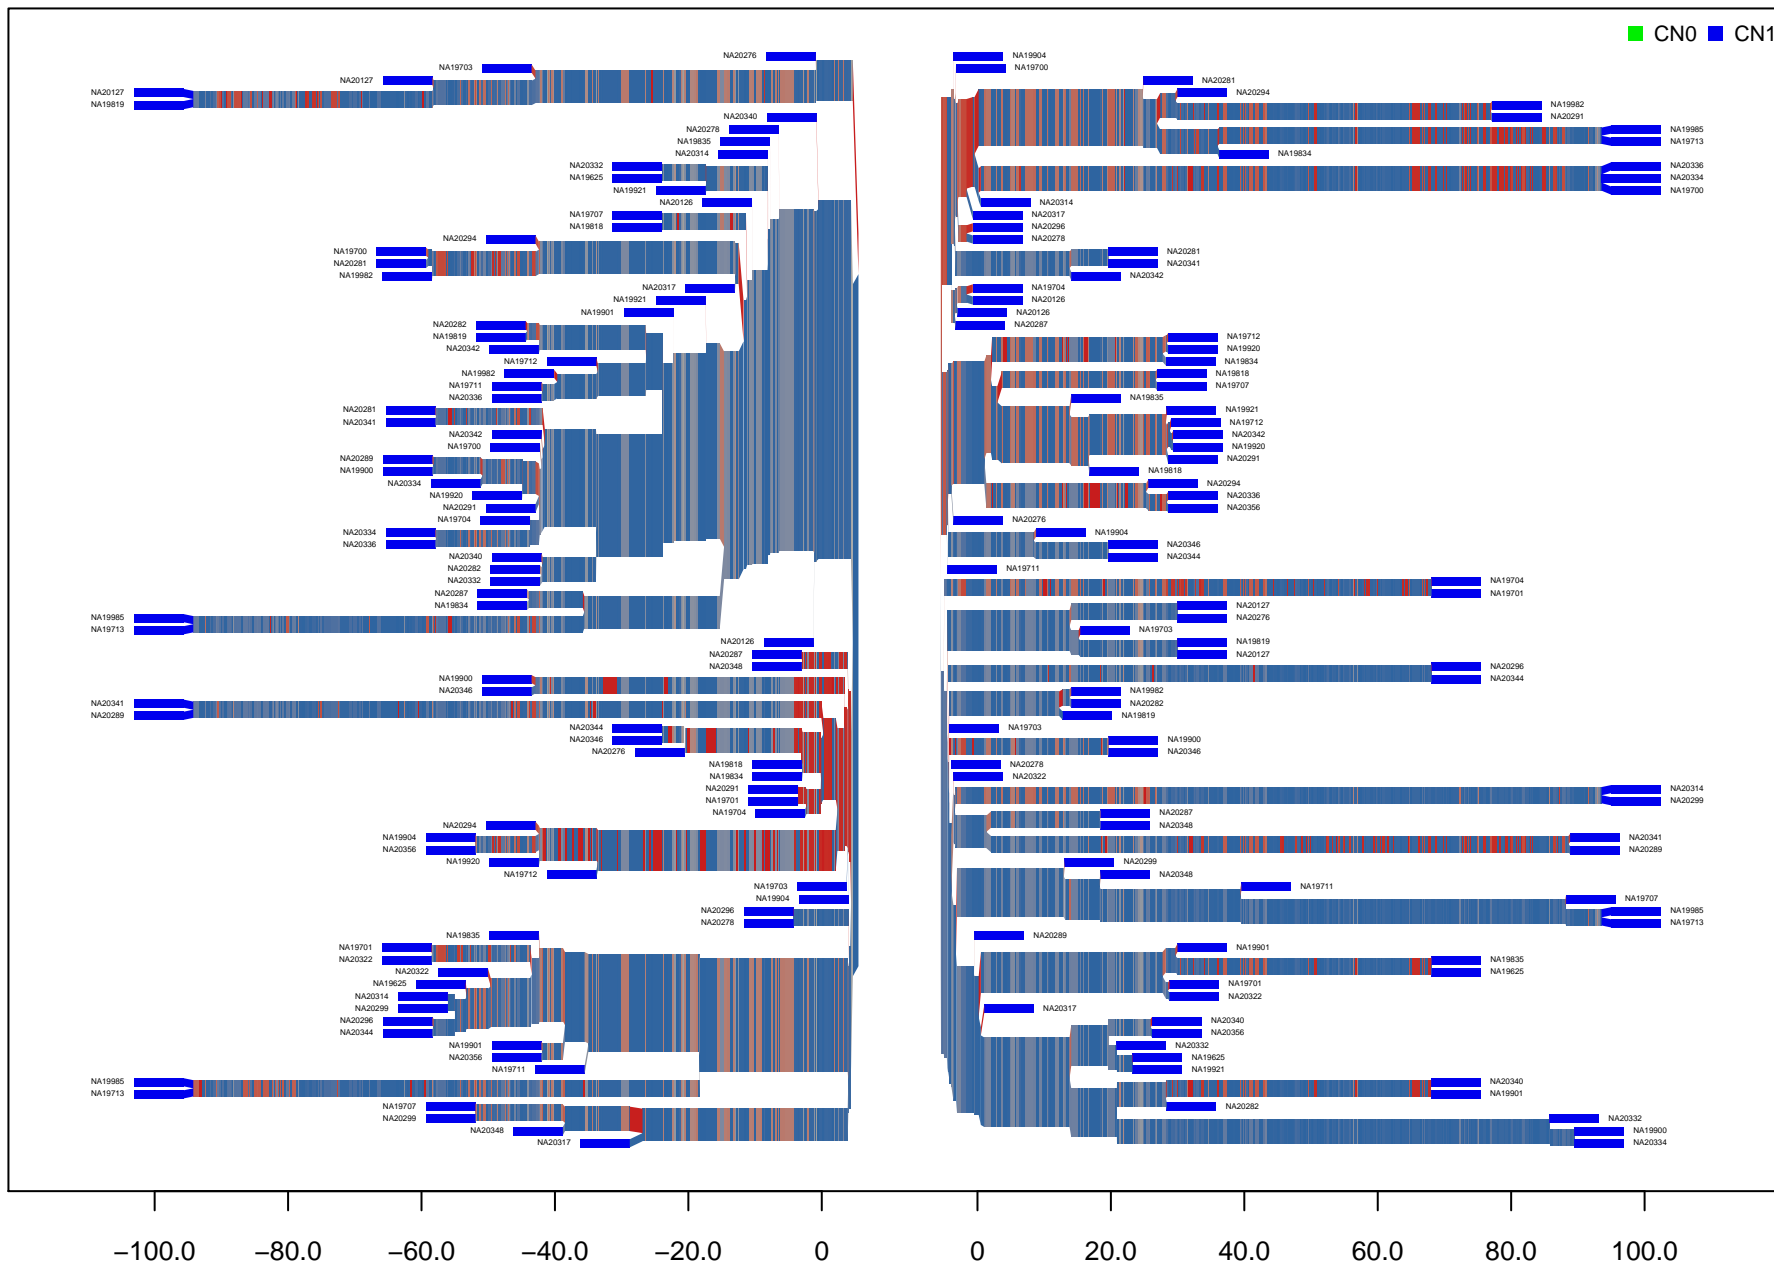 CN0 CN1
NA20276
NA19703
NA20127
NA20127
NA19819
NA20340
NA20278
NA19835
NA20314
NA20332
NA19625
NA19921
NA20126
NA19707
NA19818
NA20294
NA19700
NA20281
NA19982
NA20317
NA19921
NA19901
NA20282
NA19819
NA20342
NA19712
NA19982
NA19711
NA20336
NA20281
NA20341
NA20342
NA19700
NA20289
NA19900
NA20334
NA19920
NA20291
NA19704
NA20334
NA20336
NA20340
NA20282
NA20332
NA20287
NA19834
NA19985
NA19713
NA20126
NA20287
NA20348
NA19900
NA20346
NA20341
NA20289
NA20344
NA20346
NA20276
NA19818
NA19834
NA20291
NA19701
NA19704
NA20294
NA19904
NA20356
NA19920
NA19712
NA19703
NA19904
NA20296
NA20278
NA19835
NA19701
NA20322
NA20322
NA19625
NA20314
NA20299
NA20296
NA20344
NA19901
NA20356
NA19711
NA19985
NA19713
NA19707
NA20299
NA20348
NA20317
NA19904
NA19700
NA20281
NA20294
NA19982
NA20291
NA19985
NA19713
NA19834
NA20336
NA20334
NA19700
NA20314
NA20317
NA20296
NA20278
NA20281
NA20341
NA20342
NA19704
NA20126
NA20126
NA20287
NA19712
NA19920
NA19834
NA19818
NA19707
NA19835
NA19921
NA19712
NA20342
NA19920
NA20291
NA19818
NA20294
NA20336
NA20356
NA20276
NA19904
NA20346
NA20344
NA19711
NA19704
NA19701
NA20127
NA20276
NA19703
NA19819
NA20127
NA20296
NA20344
NA19982
NA20282
NA19819
NA19703
NA19900
NA20346
NA20278
NA20322
NA20314
NA20299
NA20287
NA20348
NA20341
NA20289
NA20299
NA20348
NA19711
NA19707
NA19985
NA19713
NA20289
NA19901
NA19835
NA19625
NA19701
NA20322
NA20317
NA20340
NA20356
NA20332
NA19625
NA19921
NA20340
NA19901
NA20282
NA20332
NA19900
NA20334
−100.0 −80.0 −60.0 −40.0 −20.0 0 0 20.0 40.0 60.0 80.0 100.0